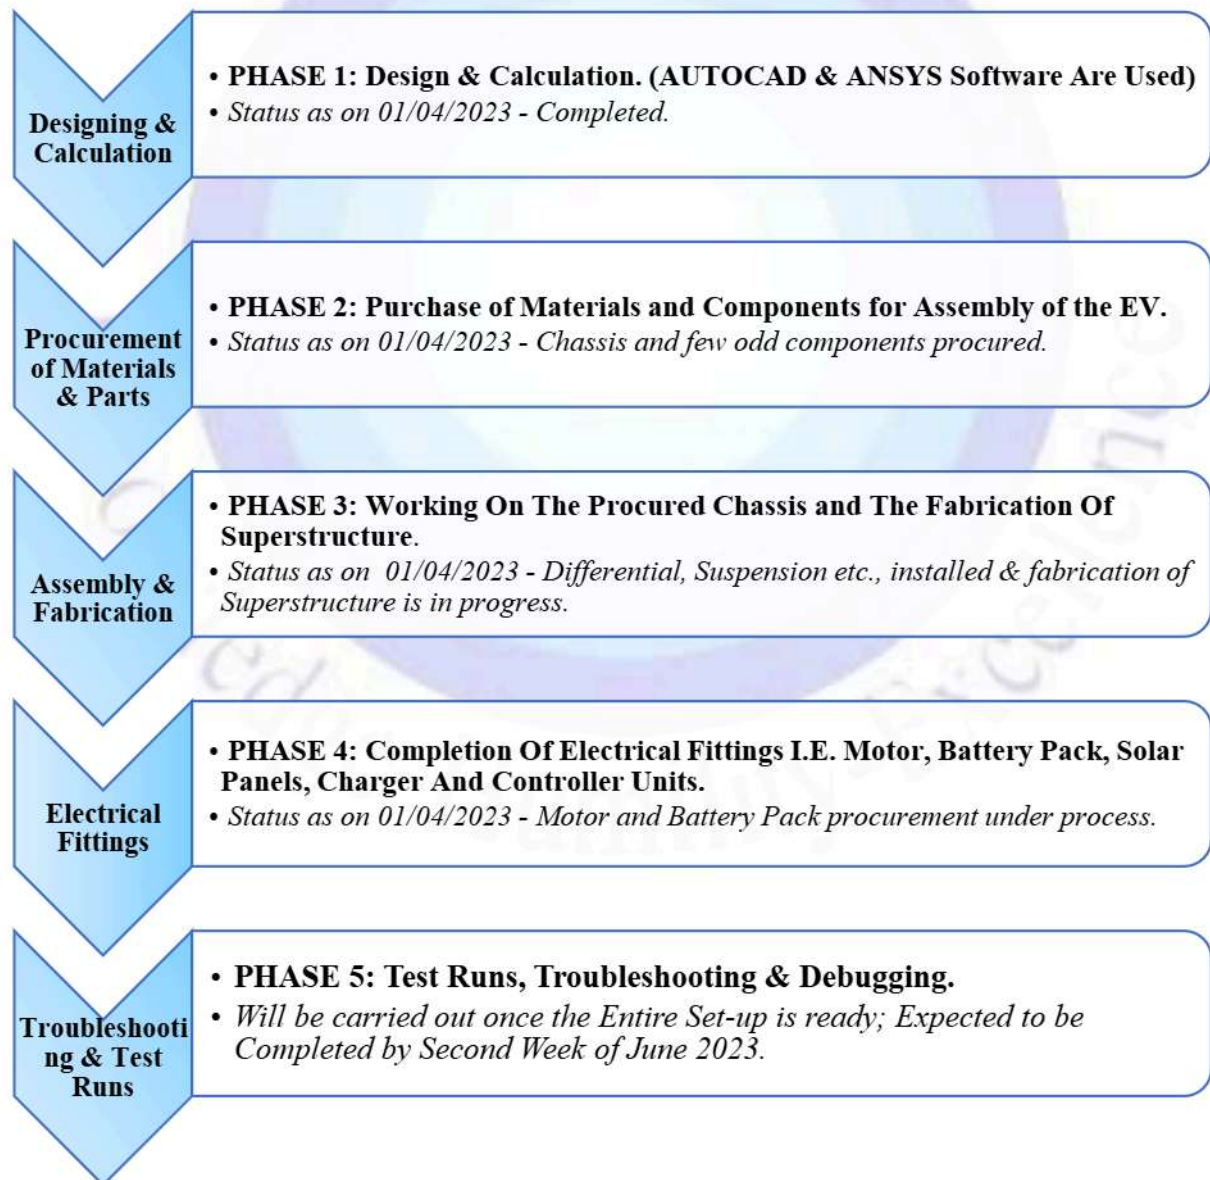 Designing &
Calculation
• PHASE 1: Design & Calculation. (AUTOCAD & ANSYS Software Are Used)
• Status as on 01/04/2023 - Completed.
Procurement
of Materials
& Parts
• PHASE 2: Purchase of Materials and Components for Assembly of the EV.
• Status as on 01/04/2023 - Chassis and few odd components procured.
Assembly &
Fabrication
• PHASE 3: Working On The Procured Chassis and The Fabrication Of
Superstructure.
• Status as on 01/04/2023 - Differential, Suspension etc., installed & fabrication of
Superstructure is in progress.
Electrical
Fittings
• PHASE 4: Completion Of Electrical Fittings I.E. Motor, Battery Pack, Solar
Panels, Charger And Controller Units.
• Status as on 01/04/2023 - Motor and Battery Pack procurement under process.
Troubleshooti
ng & Test
Runs
• PHASE 5: Test Runs, Troubleshooting & Debugging.
• Will be carried out once the Entire Set-up is ready; Expected to be
Completed by Second Week of June 2023.
Excellence